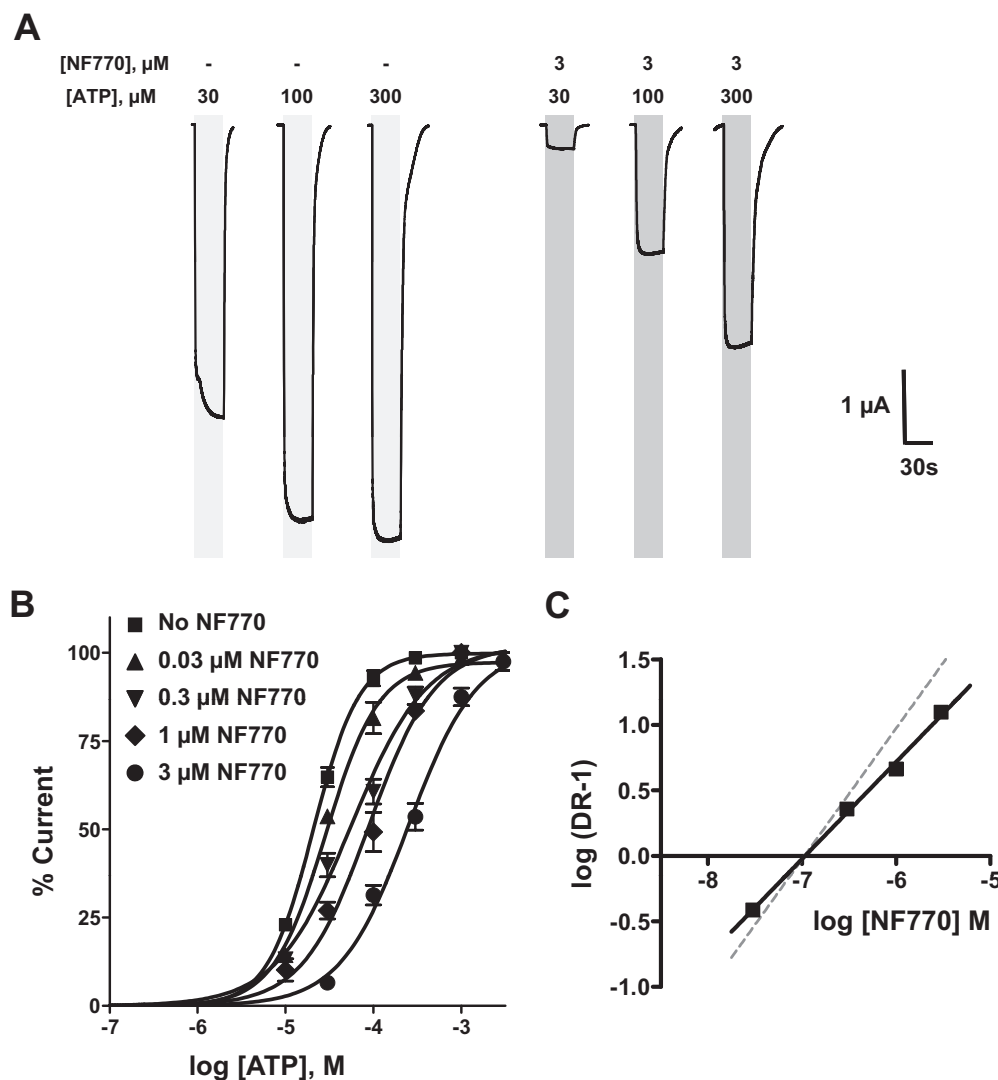 A
[NF770], µM - - - 3 3 3
[ATP], µM 30 100 300 30 100 300
1 µA
30s
B
No NF770
0.03 µM NF770
0.3 µM NF770
1 µM NF770
3 µM NF770
100
75
50
25
0
% Current
-7 -6 -5 -4 -3
log [ATP], M
C
1.5
1.0
0.5
0.0
-0.5
-1.0
log (DR-1)
-8 -7 -6 -5
log [NF770] M